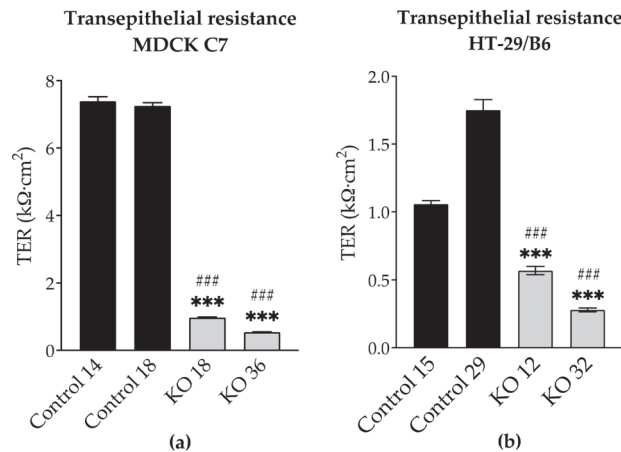 Transepithelial resistance
MDCK C7
TER (kΩ·cm²)
8
6
4
2
0
###
***
###
***
Control 14
Control 18
KO 18
KO 36
(a)
Transepithelial resistance
HT-29/B6
TER (kΩ·cm²)
2.0
1.5
1.0
0.5
0.0
###
***
###
***
Control 15
Control 29
KO 12
KO 32
(b)